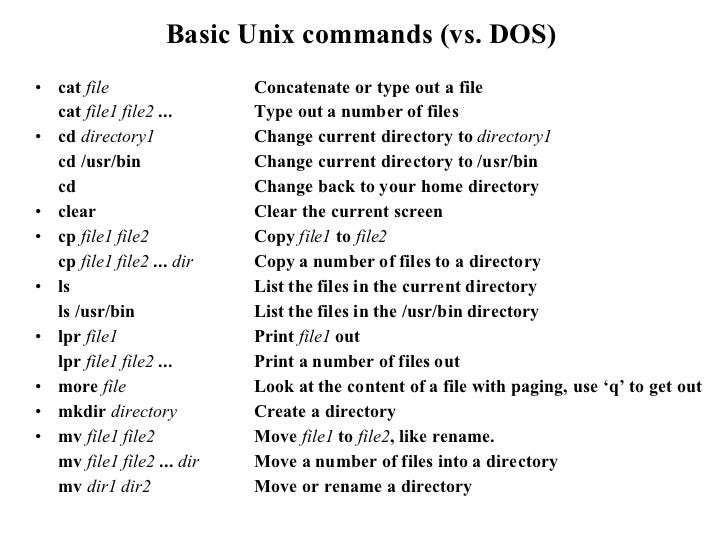 Basic Unix commands (vs. DOS)
• cat file Concatenate or type out a file
cat file1 file2 ... Type out a number of files
• cd directory1 Change current directory to directory1
cd /usr/bin Change current directory to /usr/bin
cd Change back to your home directory
• clear Clear the current screen
• cp file1 file2 Copy file1 to file2
cp file1 file2 ... dir Copy a number of files to a directory
• ls List the files in the current directory
ls /usr/bin List the files in the /usr/bin directory
• lpr file1 Print file1 out
lpr file1 file2 ... Print a number of files out
• more file Look at the content of a file with paging, use ‘q’ to get out
• mkdir directory Create a directory
• mv file1 file2 Move file1 to file2, like rename.
mv file1 file2 ... dir Move a number of files into a directory
mv dir1 dir2 Move or rename a directory